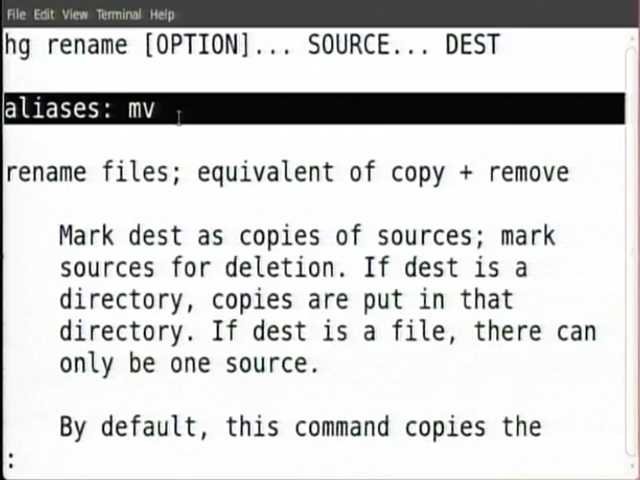 File Edit View Terminal Help
hg rename [OPTION]... SOURCE... DEST
aliases: mv
rename files; equivalent of copy + remove
Mark dest as copies of sources; mark
sources for deletion. If dest is a
directory, copies are put in that
directory. If dest is a file, there can
only be one source.
By default, this command copies the
: